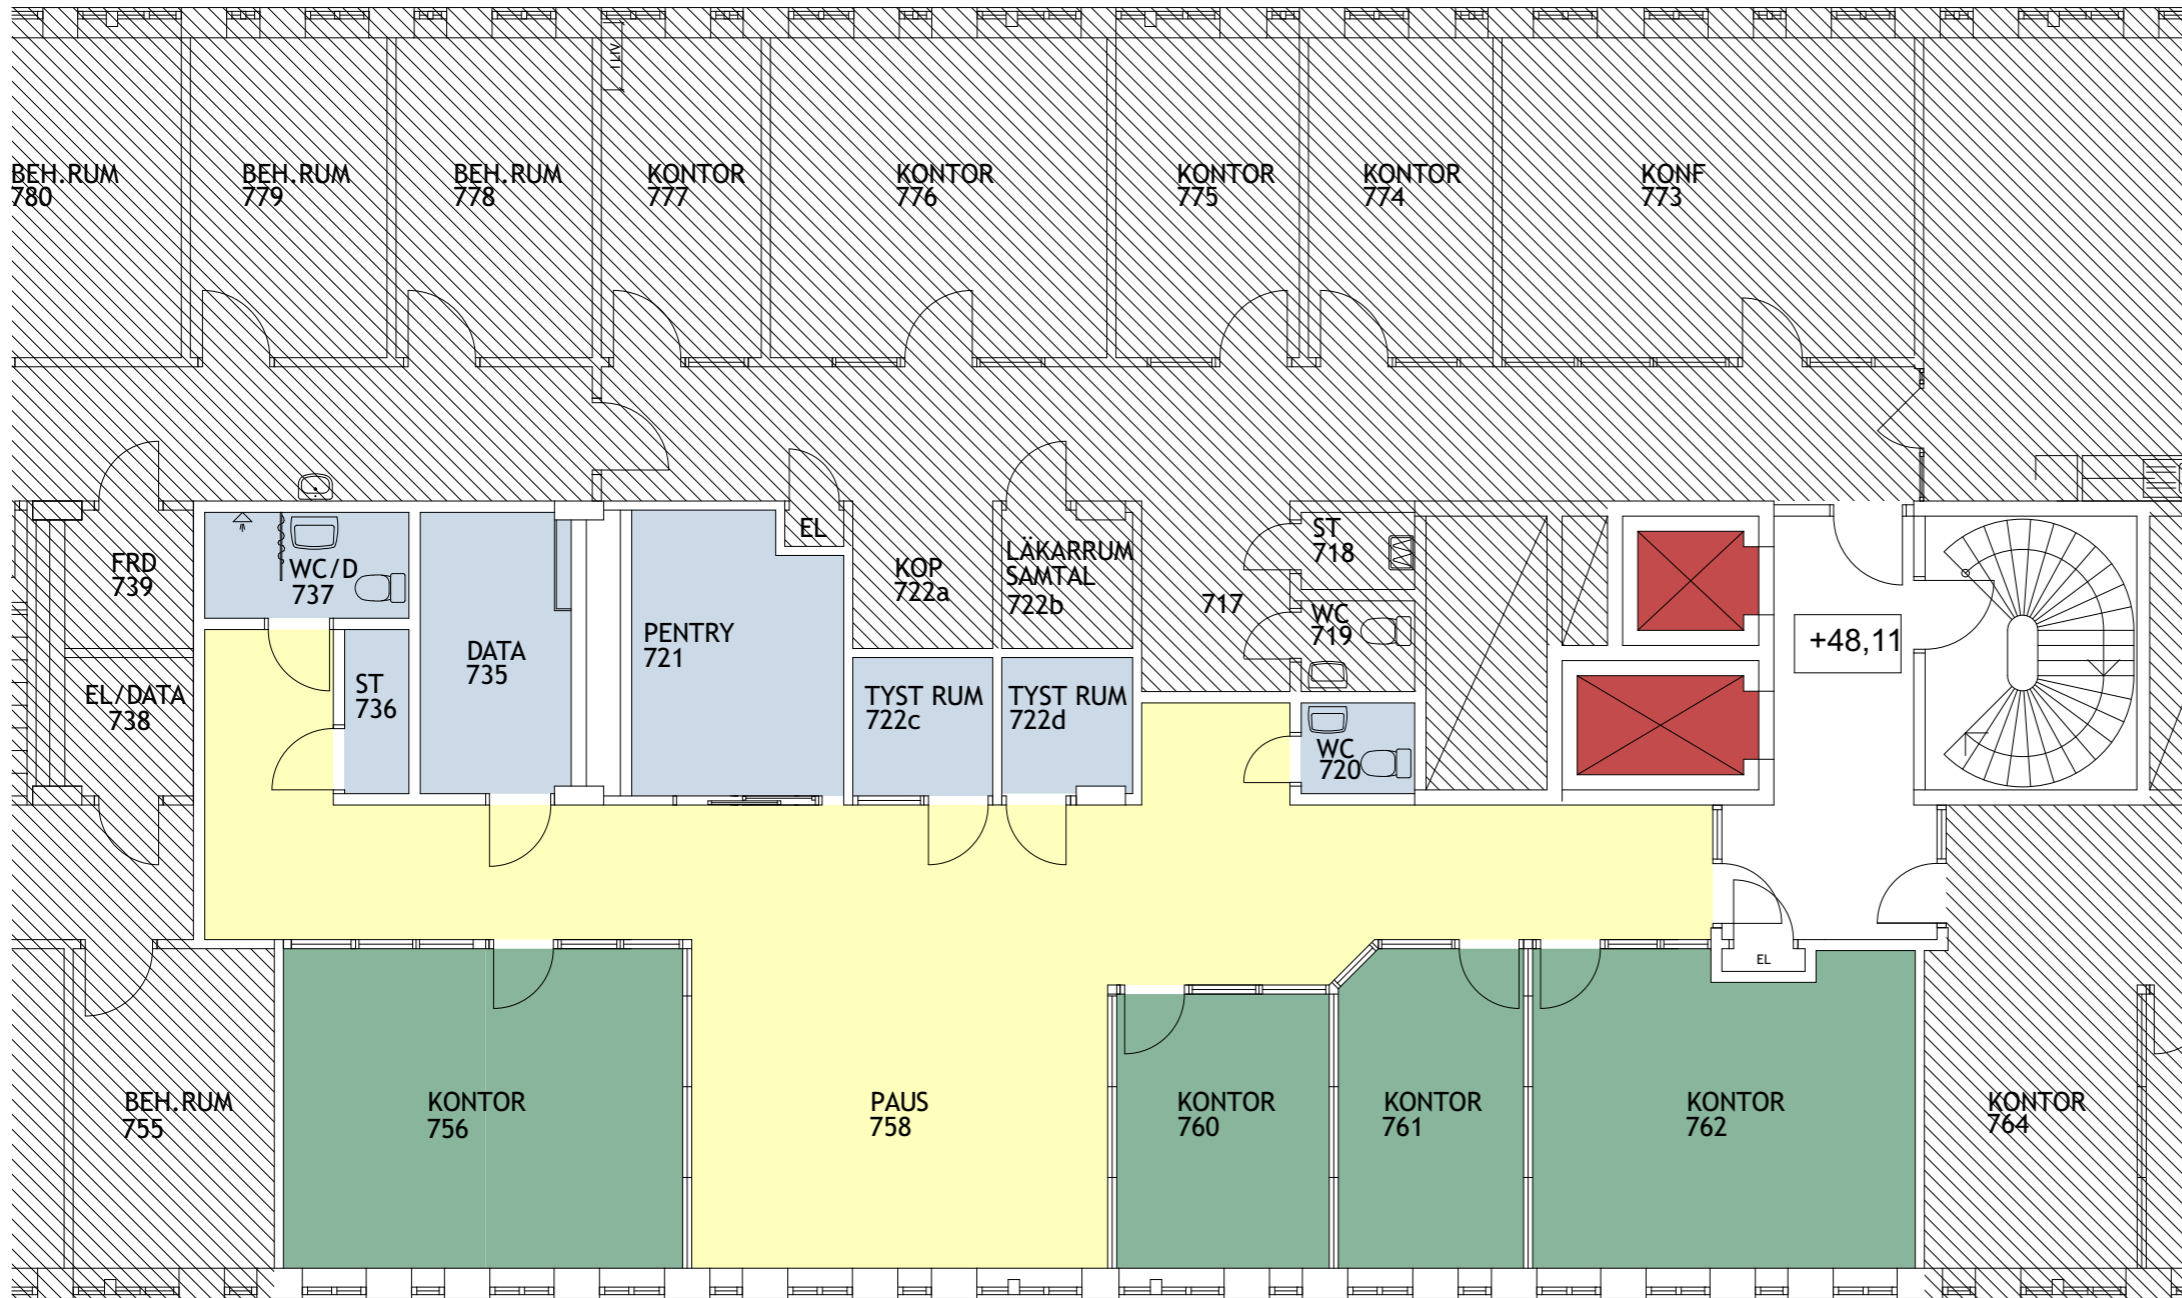 1 LIV
BEH.RUM
780
BEH.RUM
779
BEH.RUM
778
KONTOR
777
KONTOR
776
KONTOR
775
KONTOR
774
KONF
773
FRD
739
WC/D
737
EL
KOP
722a
LÄKARRUM
SAMTAL
722b
717
ST
718
WC
719
+48,11
EL/DATA
738
ST
736
DATA
735
PENTRY
721
TYST RUM
722c
TYST RUM
722d
WC
720
EL
BEH.RUM
755
KONTOR
756
PAUS
758
KONTOR
760
KONTOR
761
KONTOR
762
KONTOR
764